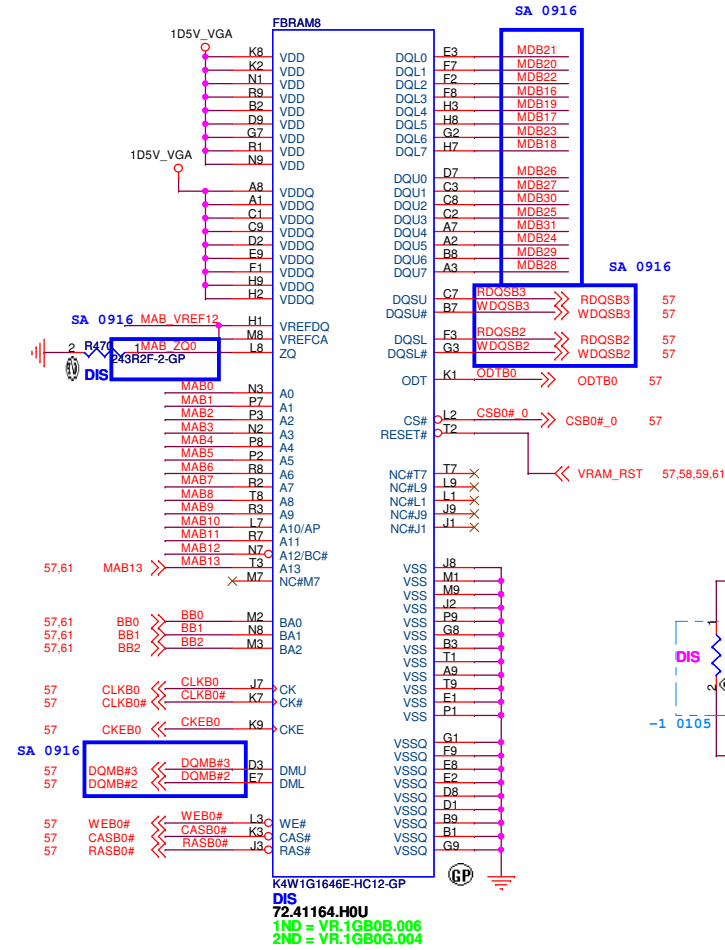 SA 0916
FBRAM8
1D5V_VGA
K8 VDD DQL0 E3 MDB21
K2 VDD DQL1 F7 MDB20
N1 VDD DQL2 F2 MDB22
R9 VDD DQL3 F8 MDB16
B2 VDD DQL4 H3 MDB19
D9 VDD DQL5 H8 MDB17
G7 VDD DQL6 G2 MDB23
R1 VDD DQL7 H7 MDB18
N9 VDD
1D5V_VGA
DQU0 D7 MDB26
A8 VDDQ DQU1 C3 MDB27
A1 VDDQ DQU2 C8 MDB30
C1 VDDQ DQU3 C2 MDB25
C9 VDDQ DQU4 A7 MDB31
D2 VDDQ DQU5 A2 MDB24
E9 VDDQ DQU6 B8 MDB29
F1 VDDQ DQU7 A3 MDB28
H9 VDDQ
H2 VDDQ
SA 0916
DQSU C7 RDQSB3 RDQSB3 57
DQSU# B7 WDQSB3 WDQSB3 57
SA 0916
MAB_VREF12 H1 VREFDQ
M8 VREFCA DQSL F3 RDQSB2 RDQSB2 57
2 R470 1 MAB_ZQ0 L8 ZQ DQSL# G3 WDQSB2 WDQSB2 57
243R2F-2-GP
DIS
ODT K1 ODTB0 ODTB0 57
MAB0 N3 A0
MAB1 P7 A1
MAB2 P3 A2 CS# L2 CSB0#_0 CSB0#_0 57
MAB3 N2 A3 RESET# T2
MAB4 P8 A4
MAB5 P2 A5
MAB6 R8 A6 NC#T7 T7 VRAM_RST 57,58,59,61
MAB7 R2 A7 NC#L9 L9
MAB8 T8 A8 NC#L1 L1
MAB9 R3 A9 NC#J9 J9
MAB10 L7 A10/AP NC#J1 J1
MAB11 R7 A11
MAB12 N7 A12/BC#
57,61 MAB13 MAB13 T3 A13 VSS J8
M7 NC#M7 VSS M1
VSS M9
VSS J2
57,61 BB0 BB0 M2 BA0 VSS P9
57,61 BB1 BB1 N8 BA1 VSS G8
57,61 BB2 BB2 M3 BA2 VSS B3
VSS T1
VSS A9
57 CLKB0 CLKB0 J7 CK VSS T9
57 CLKB0# CLKB0# K7 CK# VSS E1
VSS P1
57 CKEB0 CKEB0 K9 CKE
1
DIS
2
-1 0105
SA 0916
VSSQ G1
VSSQ F9
57 DQMB#3 DQMB#3 D3 DMU VSSQ E8
57 DQMB#2 DQMB#2 E7 DML VSSQ E2
VSSQ D8
VSSQ D1
57 WEB0# WEB0# L3 WE# VSSQ B9
57 CASB0# CASB0# K3 CAS# VSSQ B1
57 RASB0# RASB0# J3 RAS# VSSQ G9
GP
K4W1G1646E-HC12-GP
DIS
72.41164.H0U
1ND = VR.1GB0B.006
2ND = VR.1GB0G.004